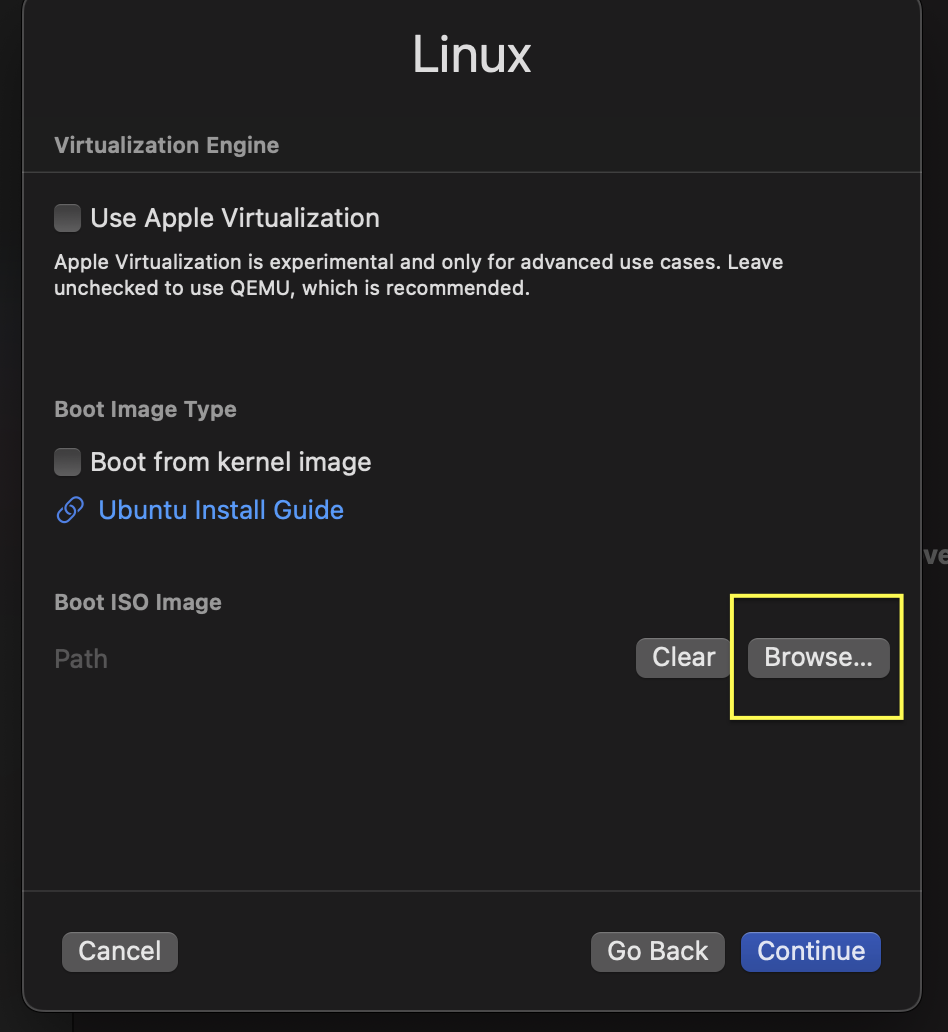 Linux
Virtualization Engine
Use Apple Virtualization
Apple Virtualization is experimental and only for advanced use cases. Leave
unchecked to use QEMU, which is recommended.
Boot Image Type
Boot from kernel image
Ubuntu Install Guide
ve
Boot ISO Image
Path
Clear
Browse...
Cancel
Go Back
Continue